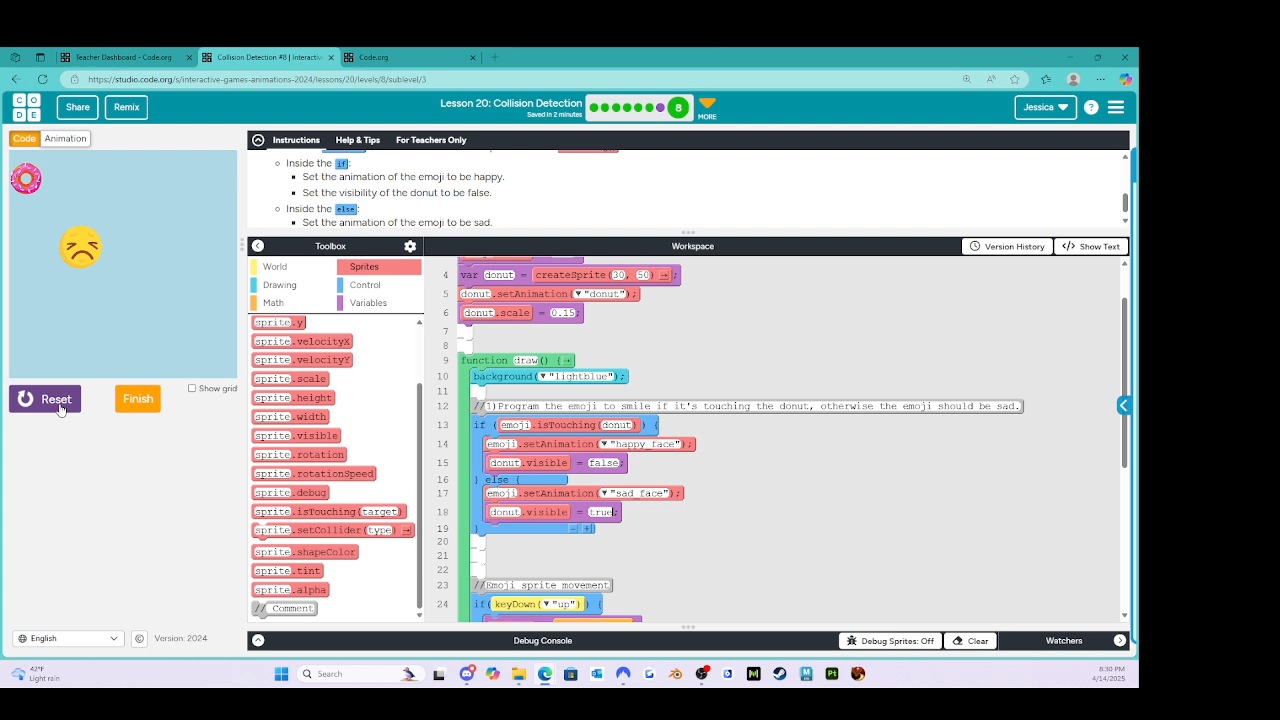 Teacher Dashboard - Code.org
Collision Detection #8 | Interactiv
Code.org
https://studio.code.org/s/interactive-games-animations-2024/lessons/20/levels/8/sublevel/3
CO
DE
Share
Remix
Lesson 20: Collision Detection
Saved in 2 minutes
8
MORE
Jessica
?
Code
Animation
Instructions
Help & Tips
For Teachers Only
Inside the if:
Set the animation of the emoji to be happy.
Set the visibility of the donut to be false.
Inside the else:
Set the animation of the emoji to be sad.
Toolbox
Workspace
Version History
</> Show Text
World
Sprites
Drawing
Control
Math
Variables
sprite.y
sprite.velocityX
sprite.velocityY
sprite.scale
sprite.height
sprite.width
sprite.visible
sprite.rotation
sprite.rotationSpeed
sprite.debug
sprite.isTouching(target)
sprite.setCollider(type)
sprite.shapeColor
sprite.tint
sprite.alpha
// Comment
4 var donut = createSprite(30, 50);
5 donut.setAnimation("donut");
6 donut.scale = 0.15;
7
8
9 function draw() {
10 background("lightblue");
11
12 //1)Program the emoji to smile if it's touching the donut, otherwise the emoji should be sad.
13 if (emoji.isTouching(donut)) {
14 emoji.setAnimation("happy_face");
15 donut.visible = false;
16 } else {
17 emoji.setAnimation("sad_face");
18 donut.visible = true;
19 }
20
21
22
23 //Emoji sprite movement
24 if(keyDown("up")) {
Reset
Finish
Show grid
English
Version: 2024
Debug Console
Debug Sprites: Off
Clear
Watchers
42°F
Light rain
Search
8:30 PM
4/14/2025